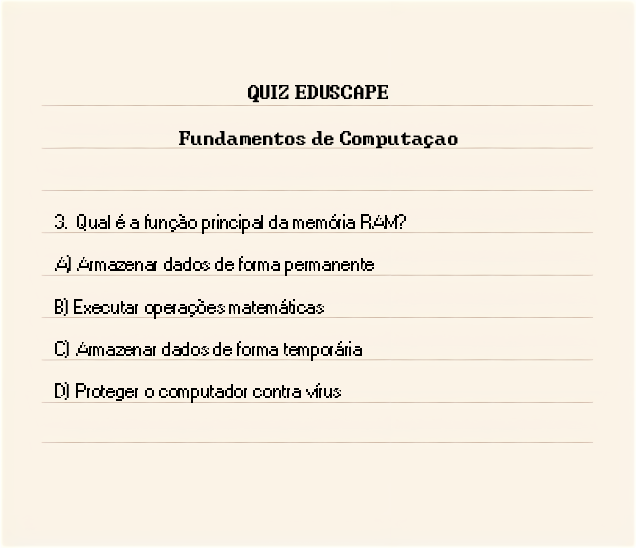 QUIZ EDUSCAPE
Fundamentos de Computaçao
3. Qual é a função principal da memória RAM?
A) Armazenar dados de forma permanente
B) Executar operações matemáticas
C) Armazenar dados de forma temporária
D) Proteger o computador contra vírus